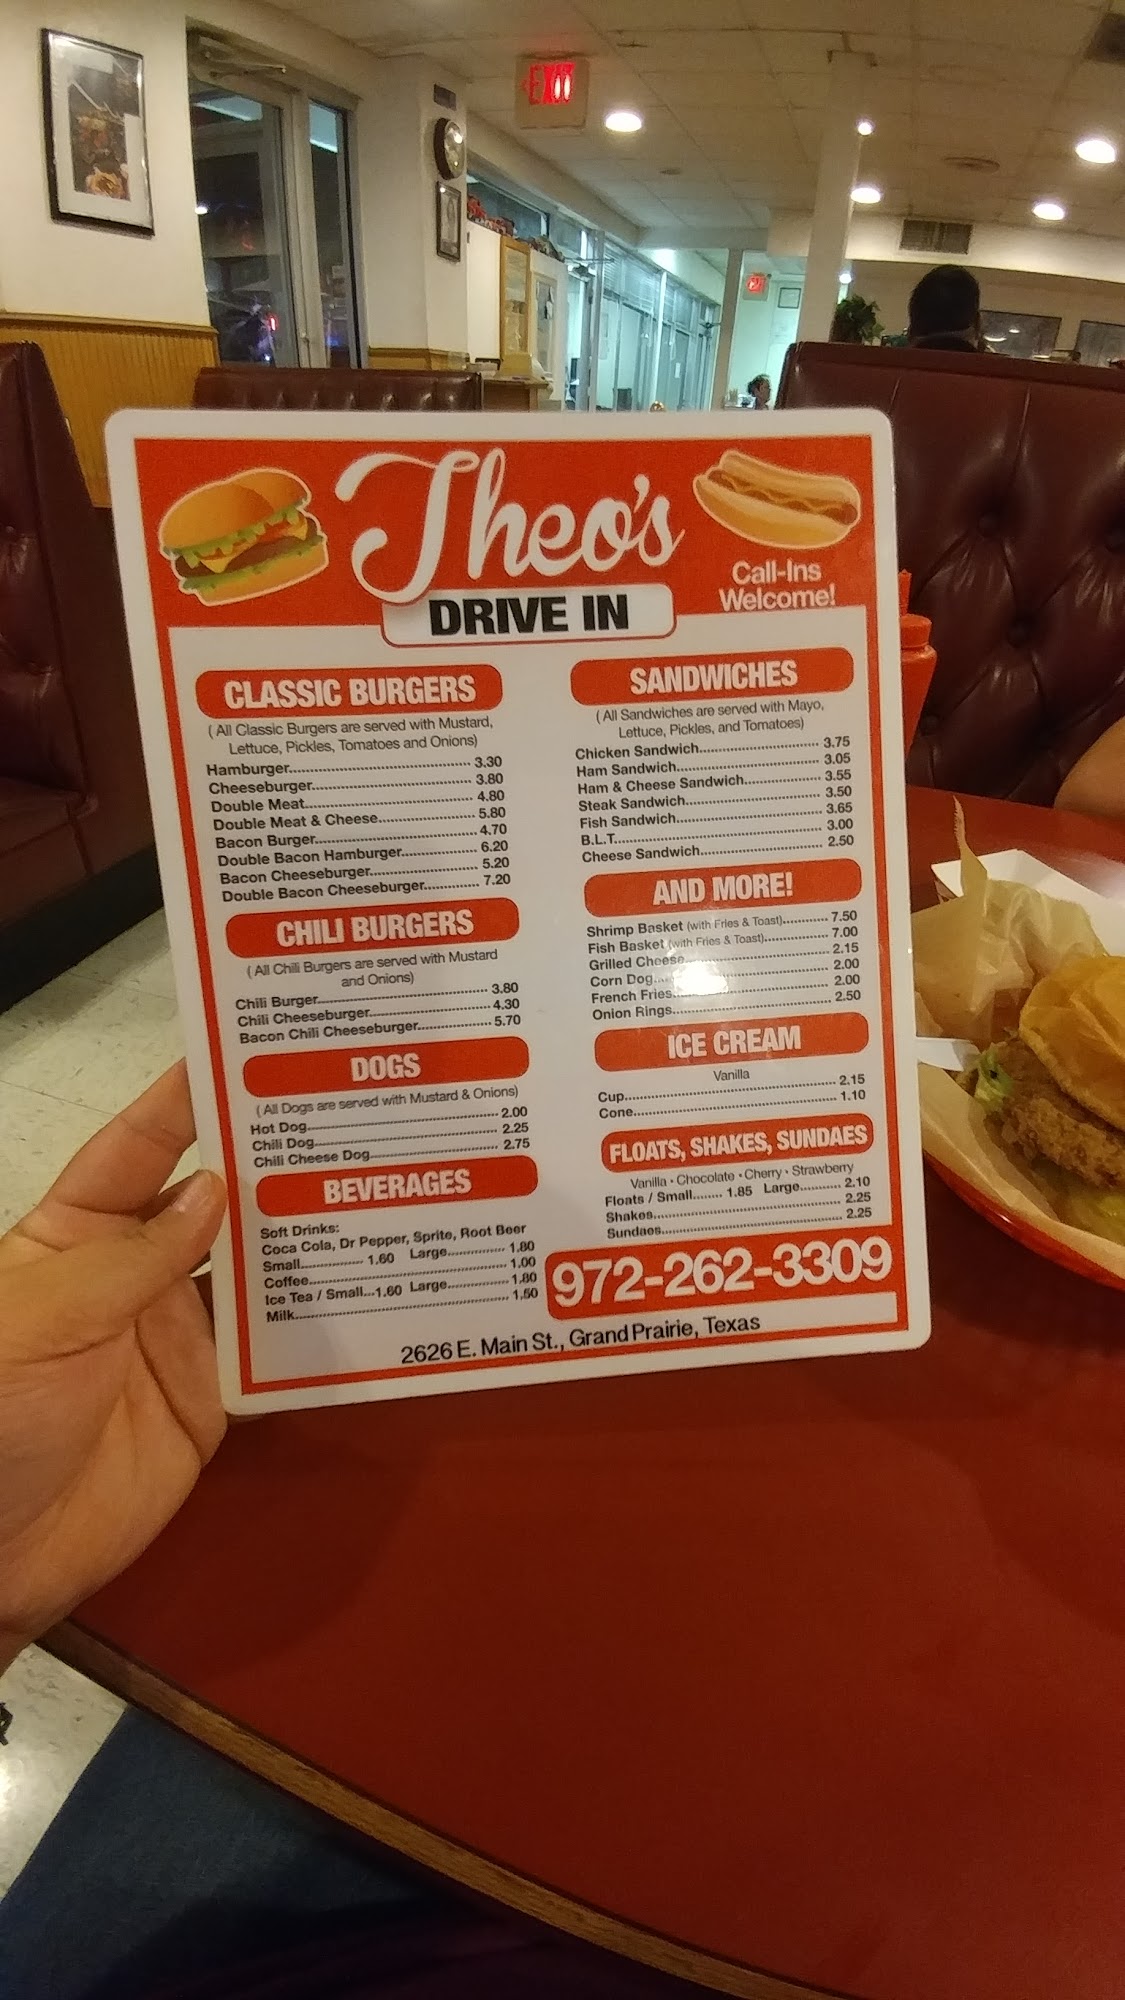 EXIT
Theo's
DRIVE IN
Call-Ins
Welcome!
CLASSIC BURGERS
( All Classic Burgers are served with Mustard,
Lettuce, Pickles, Tomatoes and Onions)
Hamburger 3.30
Cheeseburger 3.80
Double Meat 4.80
Double Meat & Cheese 5.80
Bacon Burger 4.70
Double Bacon Hamburger 6.20
Bacon Cheeseburger 5.20
Double Bacon Cheeseburger 7.20
CHILI BURGERS
( All Chili Burgers are served with Mustard
and Onions)
Chili Burger 3.80
Chili Cheeseburger 4.30
Bacon Chili Cheeseburger 5.70
DOGS
( All Dogs are served with Mustard & Onions)
Hot Dog 2.00
Chili Dog 2.25
Chili Cheese Dog 2.75
BEVERAGES
Soft Drinks:
Coca Cola, Dr Pepper, Sprite, Root Beer
Small 1.60 Large 1.80
Coffee 1.00
Ice Tea / Small...1.60 Large 1.80
Milk 1.50
SANDWICHES
( All Sandwiches are served with Mayo,
Lettuce, Pickles, and Tomatoes)
Chicken Sandwich 3.75
Ham Sandwich 3.05
Ham & Cheese Sandwich 3.55
Steak Sandwich 3.50
Fish Sandwich 3.65
B.L.T. 3.00
Cheese Sandwich 2.50
AND MORE!
Shrimp Basket (with Fries & Toast) 7.50
Fish Basket (with Fries & Toast) 7.00
Grilled Cheese 2.15
Corn Dog 2.00
French Fries 2.00
Onion Rings 2.50
ICE CREAM
Vanilla
Cup 2.15
Cone 1.10
FLOATS, SHAKES, SUNDAES
Vanilla • Chocolate • Cherry • Strawberry
Floats / Small 1.85 Large 2.10
Shakes 2.25
Sundaes 2.25
972-262-3309
2626 E. Main St., Grand Prairie, Texas